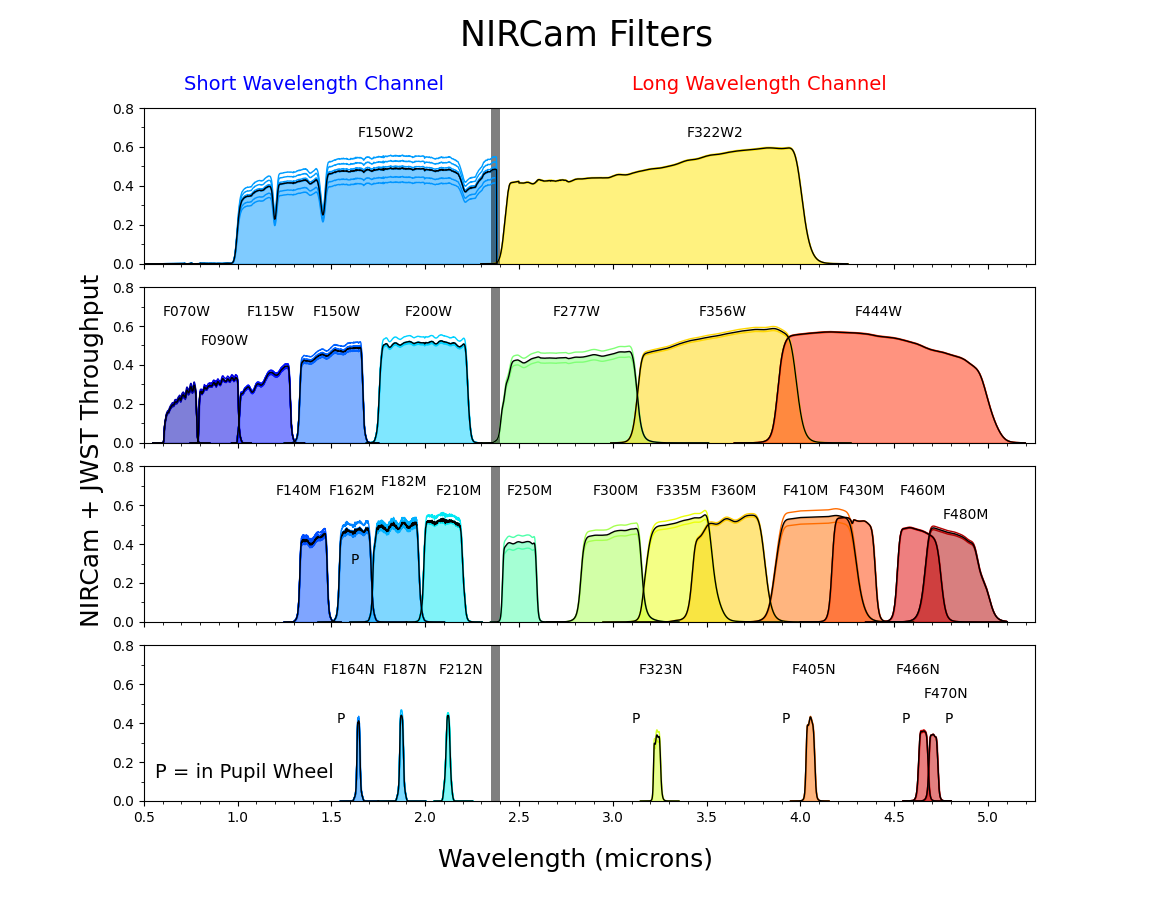 NIRCam Filters
Short Wavelength Channel Long Wavelength Channel
NIRCam + JWST Throughput
0.8
0.6
0.4
0.2
0.0
F150W2 F322W2
0.8
0.6
0.4
0.2
0.0
F070W F115W F150W F200W F277W F356W F444W
F090W
0.8
0.6
0.4
0.2
0.0
F182M
F140M F162M F210M F250M F300M F335M F360M F410M F430M F460M
F480M
P
0.8
0.6
0.4
0.2
0.0
F164N F187N F212N F323N F405N F466N
F470N
P P P P P
P = in Pupil Wheel
0.5 1.0 1.5 2.0 2.5 3.0 3.5 4.0 4.5 5.0
Wavelength (microns)